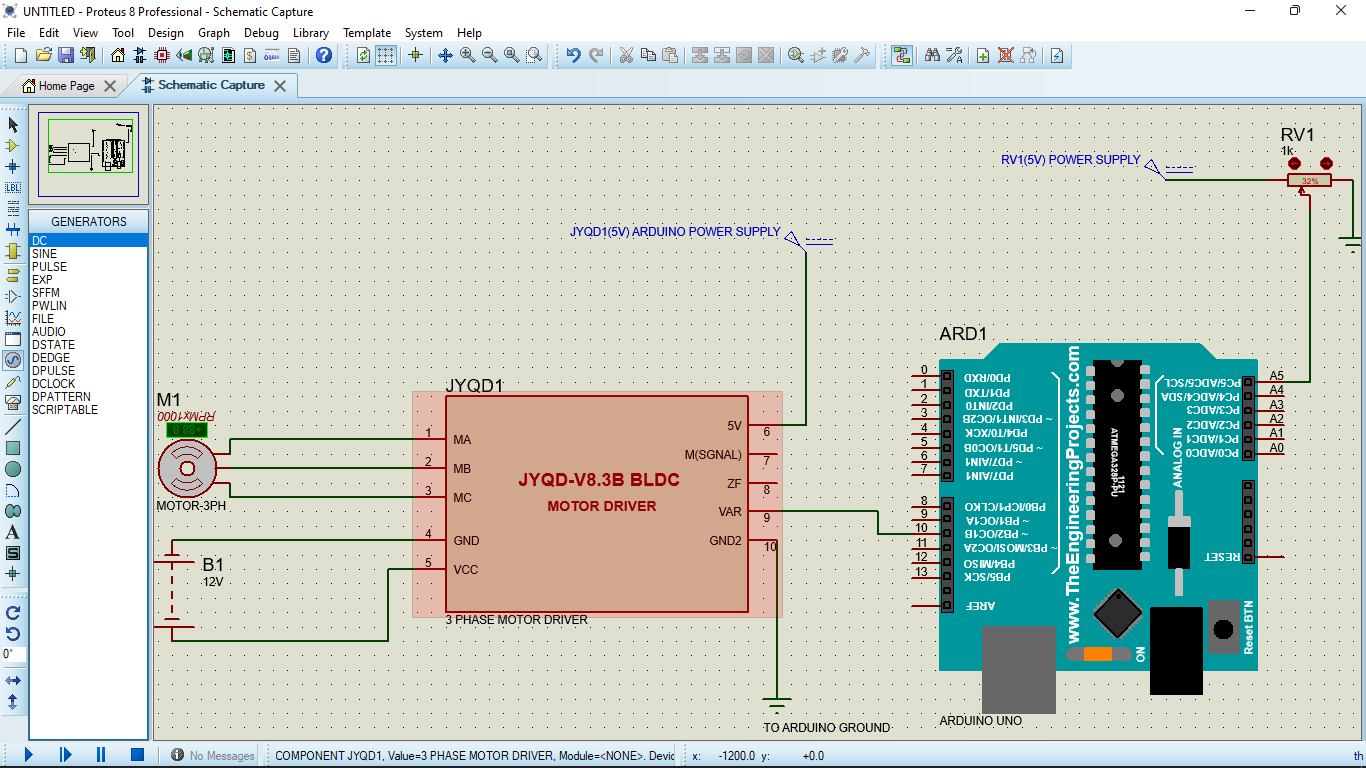 UNTITLED - Proteus 8 Professional - Schematic Capture
File Edit View Tool Design Graph Debug Library Template System Help
Home Page
Schematic Capture
GENERATORS
DC
SINE
PULSE
EXP
SFFM
PWLIN
FILE
AUDIO
DSTATE
DEDGE
DPULSE
DCLOCK
DPATTERN
SCRIPTABLE
LBL
A
S
0°
RV1
1k
32%
RV1(5V) POWER SUPPLY
JYQD1(5V) ARDUINO POWER SUPPLY
M1
RPMx1000
MOTOR-3PH
B1
12V
JYQD1
1 MA
2 MB
3 MC
4 GND
5 VCC
5V 6
M(SGNAL) 7
ZF 8
VAR 9
GND2 10
JYQD-V8.3B BLDC
MOTOR DRIVER
3 PHASE MOTOR DRIVER
TO ARDUINO GROUND
ARD1
0 PD0/RXD
1 PD1/TXD
2 PD2/INT0
3 ~ PD3/INT1/OC2B
4 PD4/T0/XCK
5 ~ PD5/T1/OC0B
6 ~ PD7/AIN1
7 PD7/AIN1
8 PB0/ICP1/CLKO
9 ~ PB1/OC1A
10 ~ PB2/OC1B
11 ~ PB3/MOSI/OC2A
12 PB4/MISO
13 PB5/SCK
AREF
www.TheEngineeringProjects.com
ATMEGA328P-PU
1121
ANALOG IN
PC5/ADC5/SCL A5
PC4/ADC4/SDA A4
PC3/ADC3 A3
PC2/ADC2 A2
PC1/ADC1 A1
PC0/ADC0 A0
RESET
Reset BTN
ON
ARDUINO UNO
No Messages
COMPONENT JYQD1, Value=3 PHASE MOTOR DRIVER, Module=<NONE>. Devic
x: -1200.0 y: +0.0
th